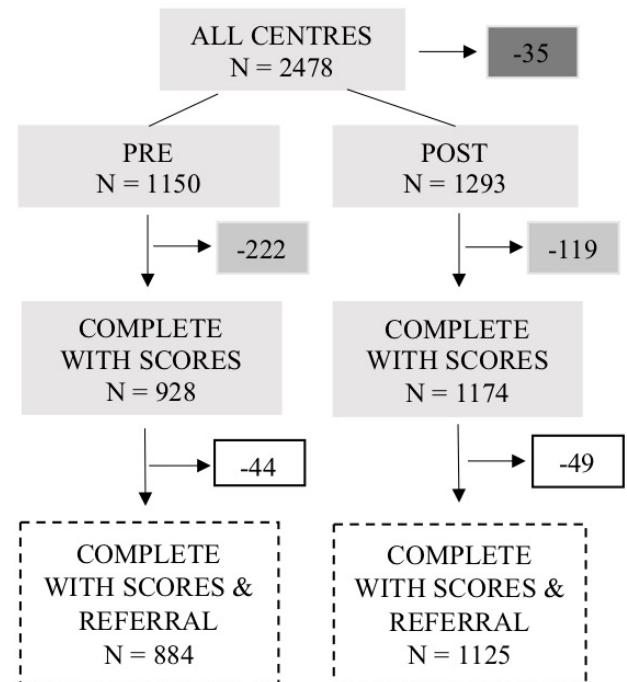 ALL CENTRES
N = 2478
-35
PRE
N = 1150
POST
N = 1293
-222
-119
COMPLETE
WITH SCORES
N = 928
COMPLETE
WITH SCORES
N = 1174
-44
-49
COMPLETE
WITH SCORES &
REFERRAL
N = 884
COMPLETE
WITH SCORES &
REFERRAL
N = 1125